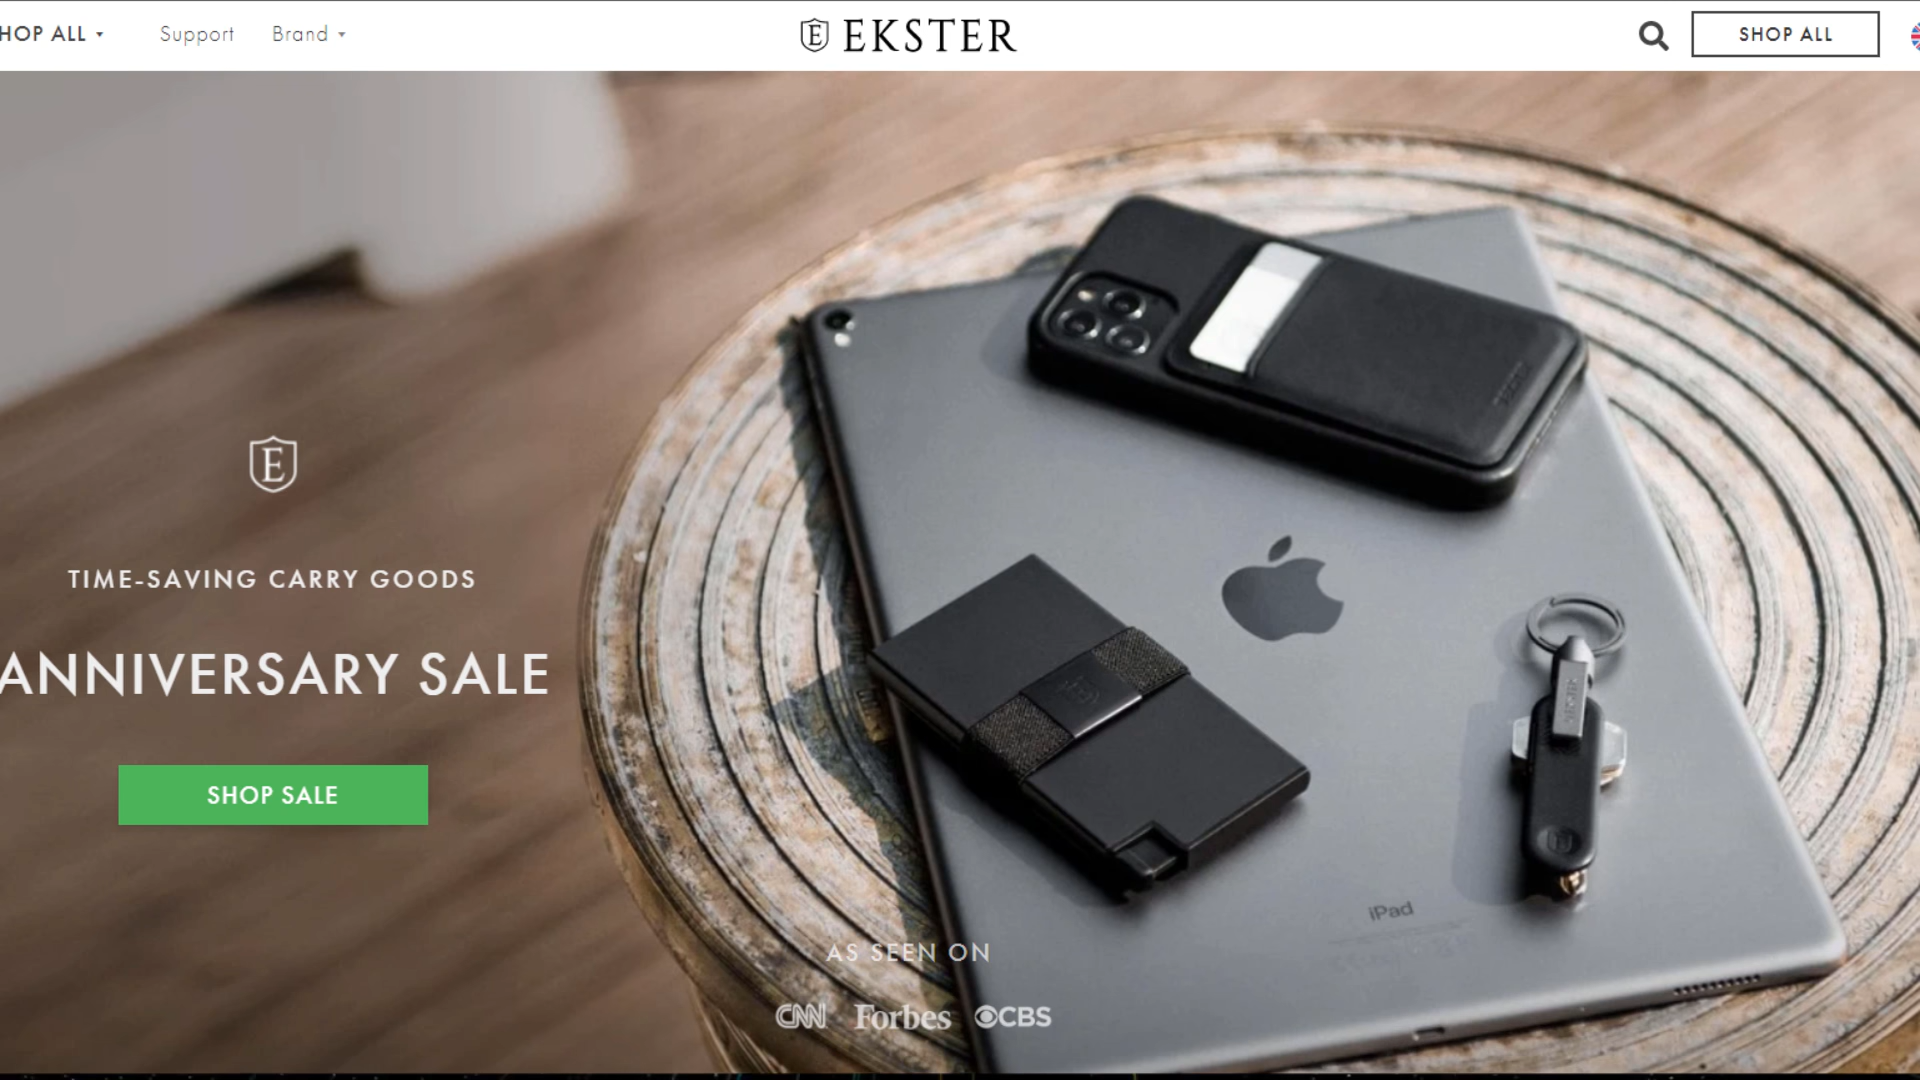 HOP ALL
Support
Brand
E EKSTER
SHOP ALL
E
TIME-SAVING CARRY GOODS
ANNIVERSARY SALE
SHOP SALE
iPad
AS SEEN ON
CNN Forbes CBS